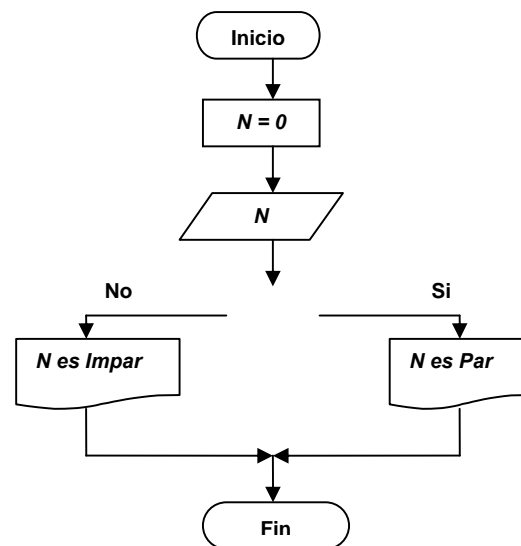 Inicio
N = 0
N
No
Si
N es Impar
N es Par
Fin